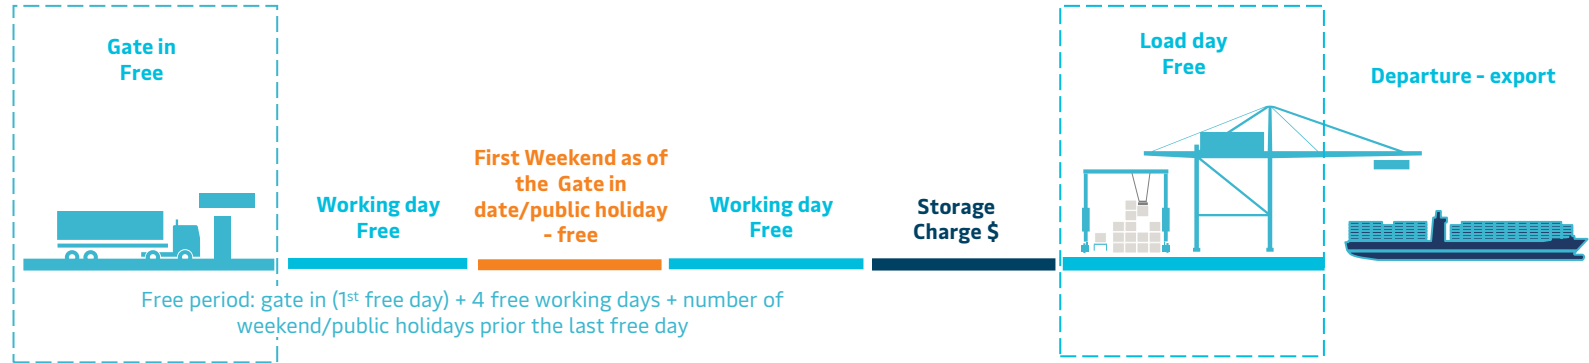 Gate in
Free
Working day
Free
First Weekend as of
the Gate in
date/public holiday
- free
Working day
Free
Storage
Charge $
Load day
Free
Departure - export
Free period: gate in (1st free day) + 4 free working days + number of
weekend/public holidays prior the last free day